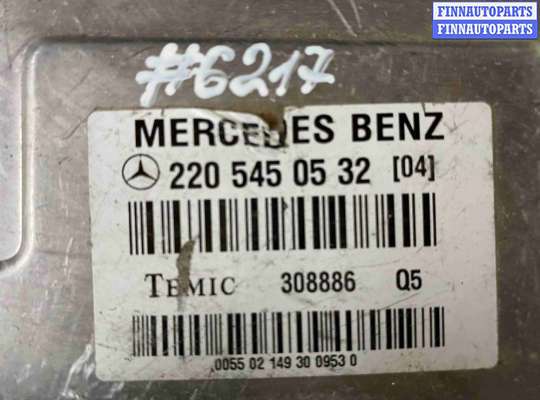 FINNAUTOPARTS
FINNAUTOPARTS
#6217
MERCEDES BENZ
220 545 05 32 [04]
TEMIC 308886 Q5
0055 02 149 30 0953 0